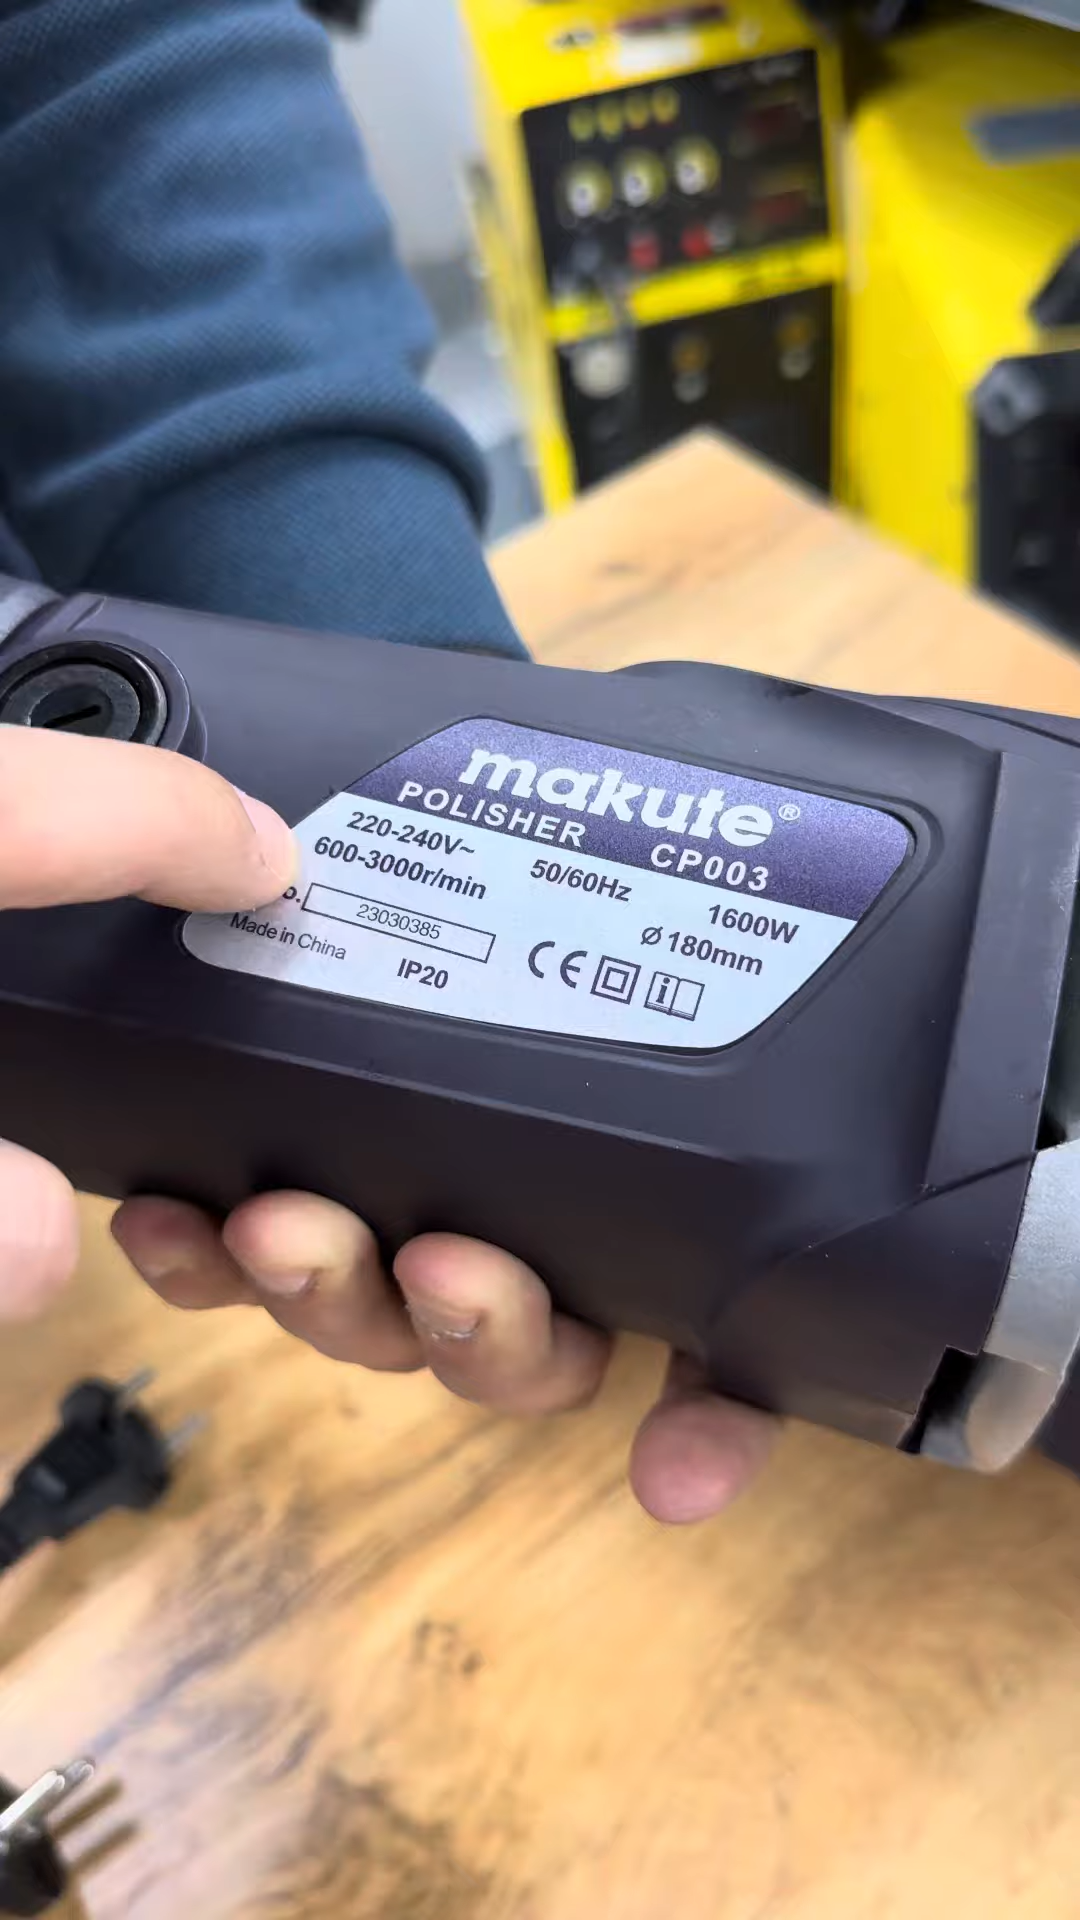 makute®
POLISHER CP003
220-240V~ 50/60Hz 1600W
600-3000r/min Ø180mm
o. 23030385
Made in China IP20 CE i